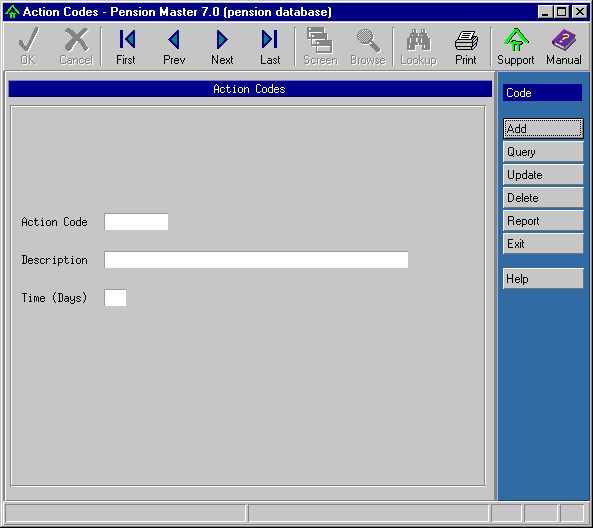 Action Codes - Pension Master 7.0 (pension database)
OK Cancel First Prev Next Last Screen Browse Lookup Print Support Manual
Action Codes
Code
Add
Query
Update
Delete
Report
Exit
Help
Action Code
Description
Time (Days)